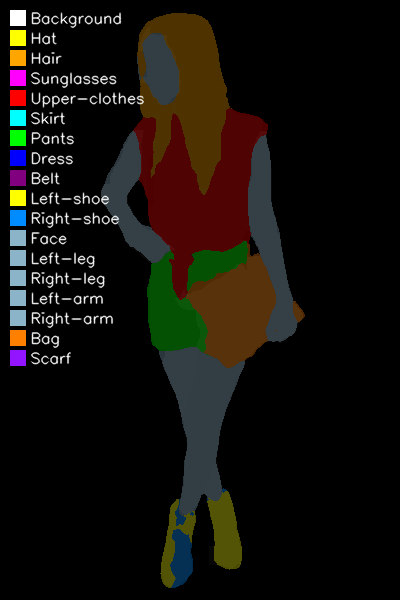 Background
Hat
Hair
Sunglasses
Upper-clothes
Skirt
Pants
Dress
Belt
Left-shoe
Right-shoe
Face
Left-leg
Right-leg
Left-arm
Right-arm
Bag
Scarf